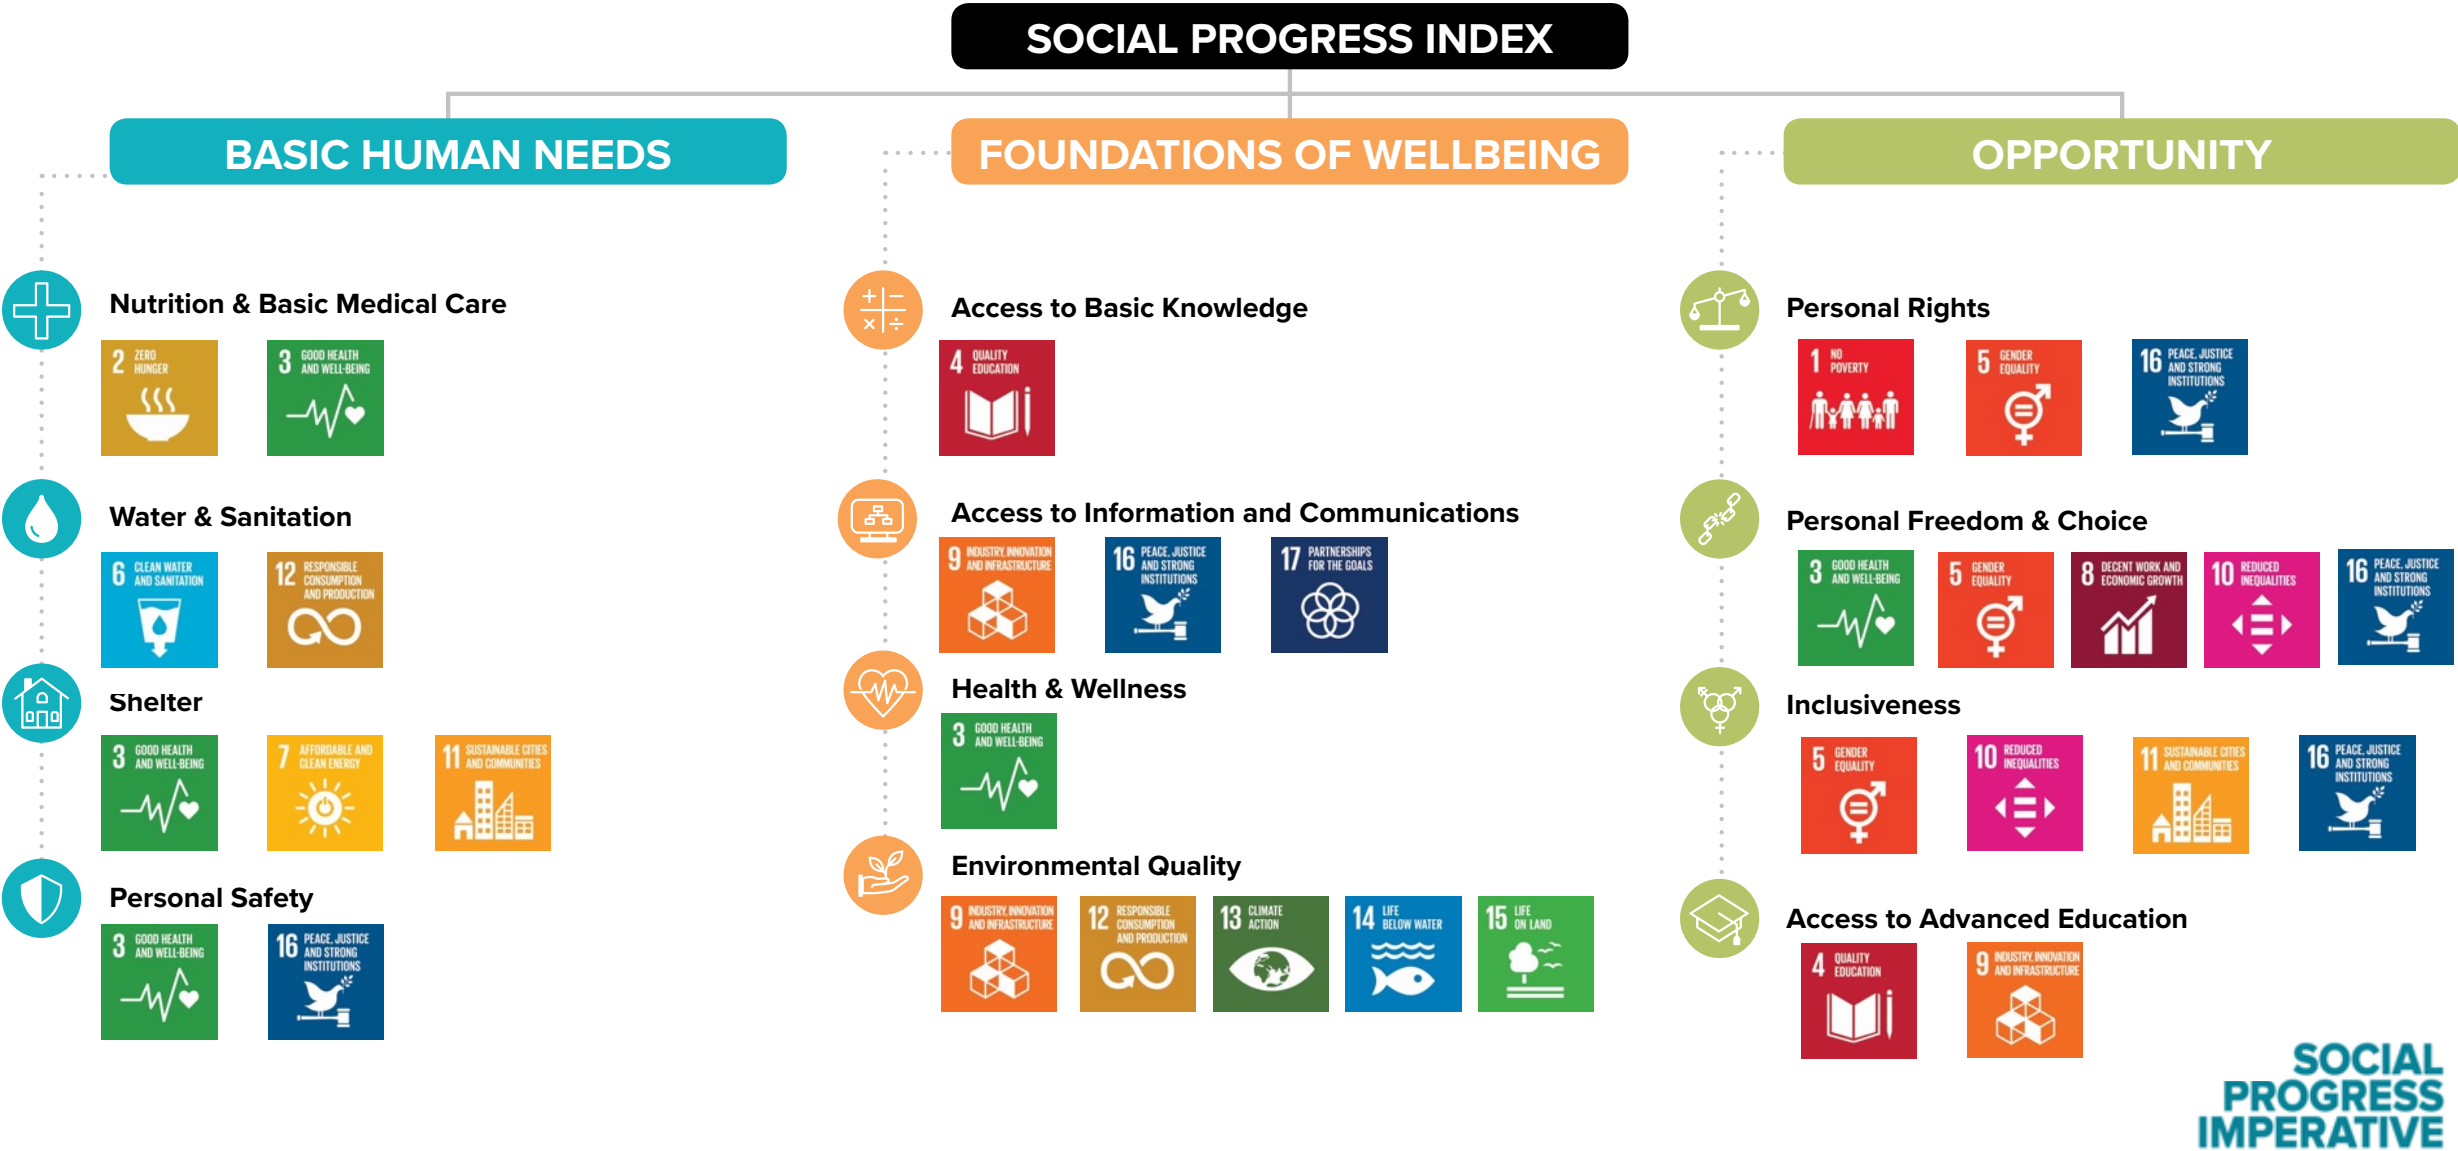 SOCIAL PROGRESS INDEX
BASIC HUMAN NEEDS
Nutrition & Basic Medical Care
2 ZERO
HUNGER
3 GOOD HEALTH
AND WELL-BEING
Water & Sanitation
6 CLEAN WATER
AND SANITATION
12 RESPONSIBLE
CONSUMPTION
AND PRODUCTION
Shelter
3 GOOD HEALTH
AND WELL-BEING
7 AFFORDABLE AND
CLEAN ENERGY
11 SUSTAINABLE CITIES
AND COMMUNITIES
Personal Safety
3 GOOD HEALTH
AND WELL-BEING
16 PEACE, JUSTICE
AND STRONG
INSTITUTIONS
FOUNDATIONS OF WELLBEING
Access to Basic Knowledge
4 QUALITY
EDUCATION
Access to Information and Communications
9 INDUSTRY, INNOVATION
AND INFRASTRUCTURE
16 PEACE, JUSTICE
AND STRONG
INSTITUTIONS
17 PARTNERSHIPS
FOR THE GOALS
Health & Wellness
3 GOOD HEALTH
AND WELL-BEING
Environmental Quality
9 INDUSTRY, INNOVATION
AND INFRASTRUCTURE
12 RESPONSIBLE
CONSUMPTION
AND PRODUCTION
13 CLIMATE
ACTION
14 LIFE
BELOW WATER
15 LIFE
ON LAND
OPPORTUNITY
Personal Rights
1 NO
POVERTY
5 GENDER
EQUALITY
16 PEACE, JUSTICE
AND STRONG
INSTITUTIONS
Personal Freedom & Choice
3 GOOD HEALTH
AND WELL-BEING
5 GENDER
EQUALITY
8 DECENT WORK AND
ECONOMIC GROWTH
10 REDUCED
INEQUALITIES
16 PEACE, JUSTICE
AND STRONG
INSTITUTIONS
Inclusiveness
5 GENDER
EQUALITY
10 REDUCED
INEQUALITIES
11 SUSTAINABLE CITIES
AND COMMUNITIES
16 PEACE, JUSTICE
AND STRONG
INSTITUTIONS
Access to Advanced Education
4 QUALITY
EDUCATION
9 INDUSTRY, INNOVATION
AND INFRASTRUCTURE
SOCIAL
PROGRESS
IMPERATIVE